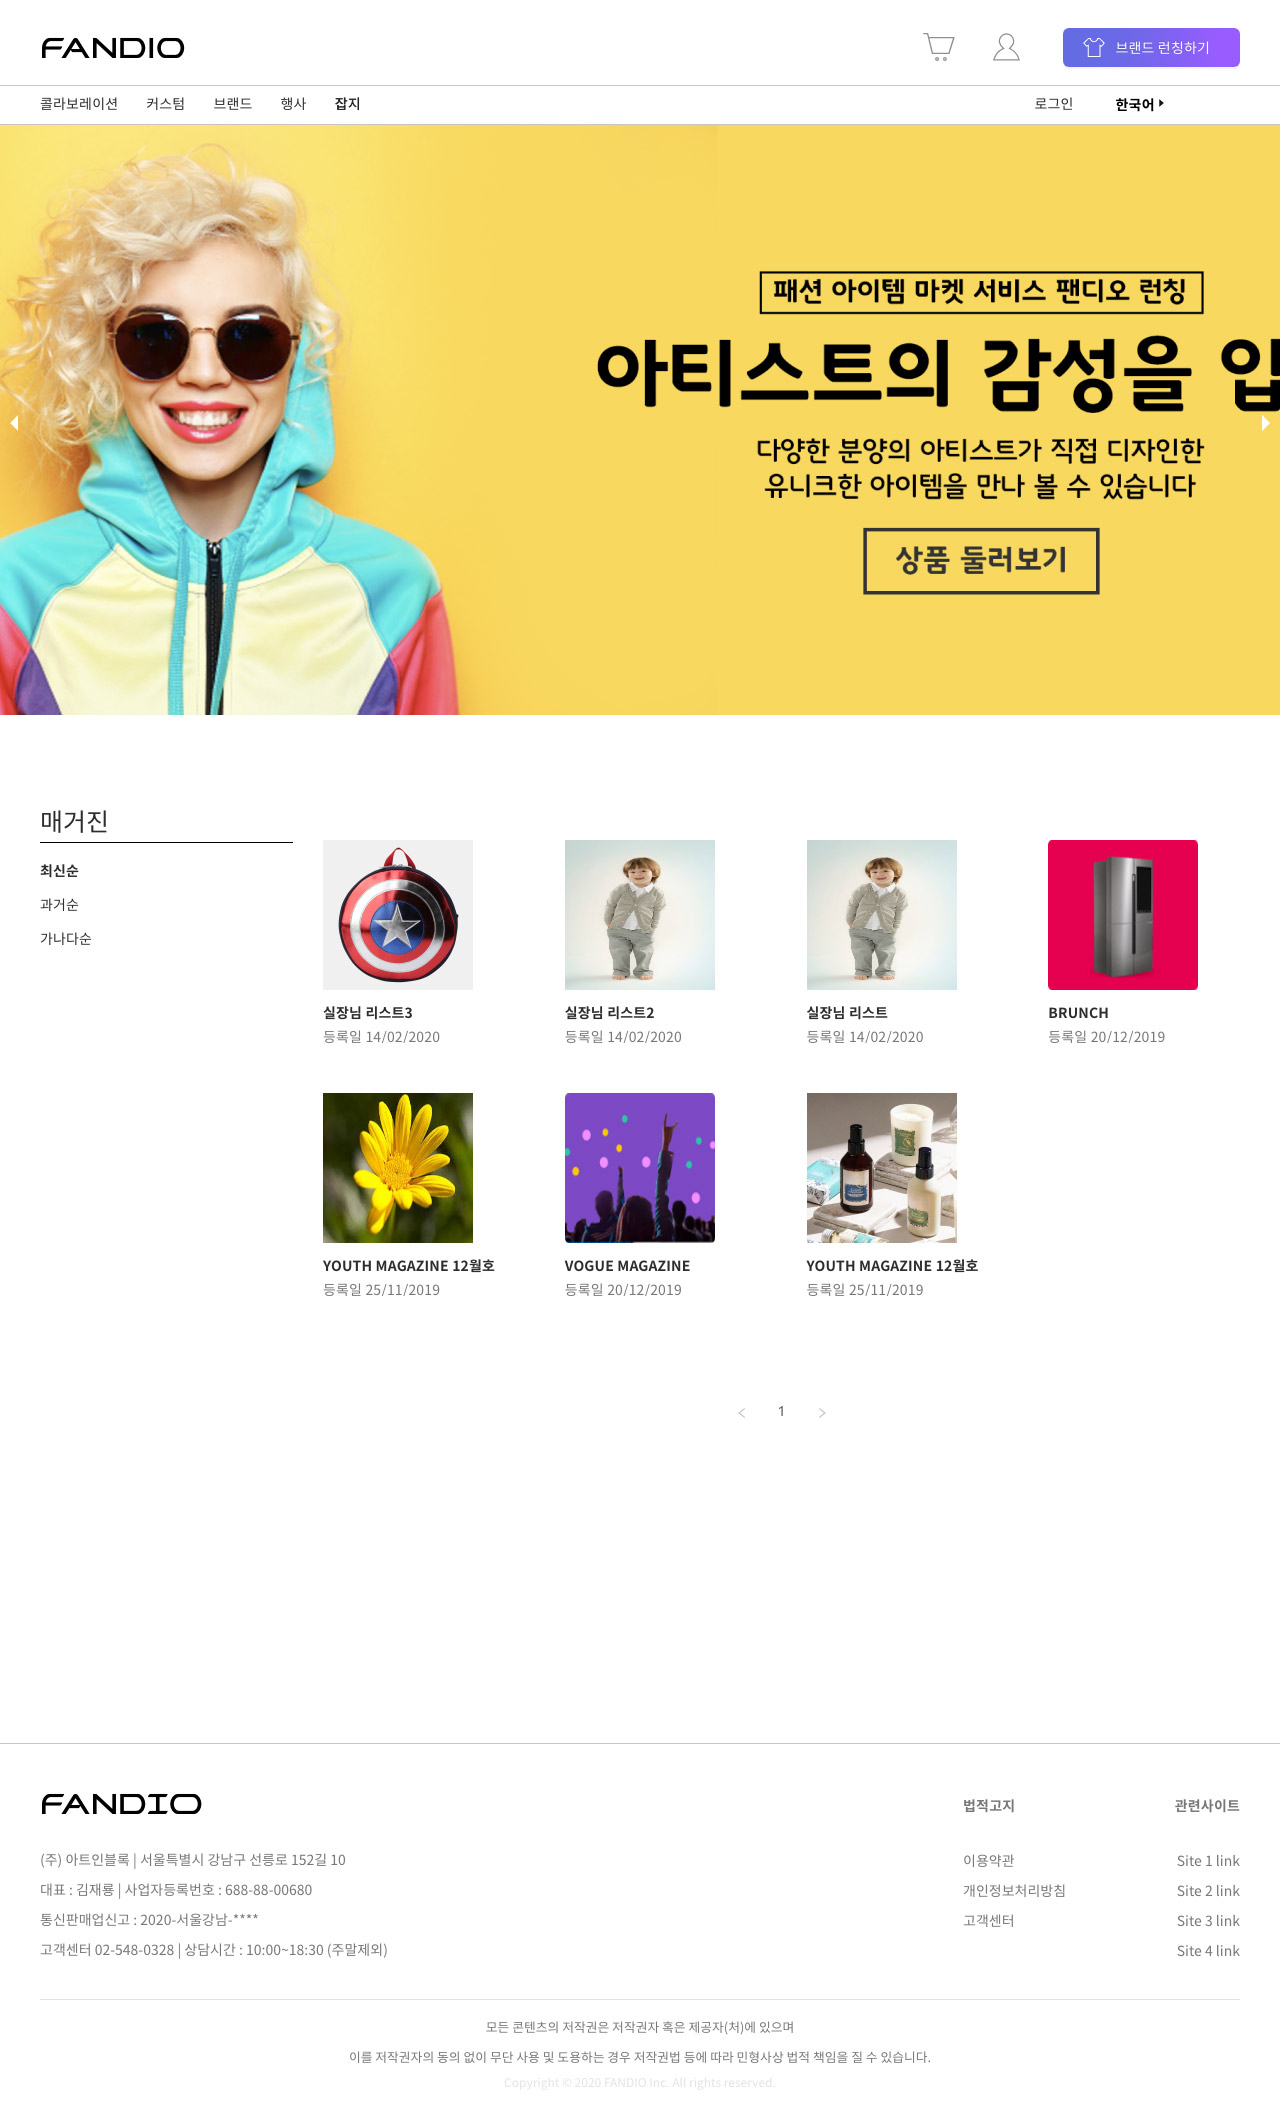 FANDIO
브랜드 런칭하기
콜라보레이션 커스텀 브랜드 행사 잡지 로그인 한국어
패션 아이템 마켓 서비스 팬디오 런칭
아티스트의 감성을 입
다양한 분양의 아티스트가 직접 디자인한
유니크한 아이템을 만나 볼 수 있습니다
상품 둘러보기
매거진
최신순
과거순
가나다순
실장님 리스트3
등록일 14/02/2020
실장님 리스트2
등록일 14/02/2020
실장님 리스트
등록일 14/02/2020
BRUNCH
등록일 20/12/2019
YOUTH MAGAZINE 12월호
등록일 25/11/2019
VOGUE MAGAZINE
등록일 20/12/2019
YOUTH MAGAZINE 12월호
등록일 25/11/2019
< 1 >
FANDIO
(주) 아트인블록 | 서울특별시 강남구 선릉로 152길 10
대표 : 김재룡 | 사업자등록번호 : 688-88-00680
통신판매업신고 : 2020-서울강남-****
고객센터 02-548-0328 | 상담시간 : 10:00~18:30 (주말제외)
법적고지
이용약관
개인정보처리방침
고객센터
관련사이트
Site 1 link
Site 2 link
Site 3 link
Site 4 link
모든 콘텐츠의 저작권은 저작권자 혹은 제공자(처)에 있으며
이를 저작권자의 동의 없이 무단 사용 및 도용하는 경우 저작권법 등에 따라 민형사상 법적 책임을 질 수 있습니다.
Copyright © 2020 FANDIO Inc. All rights reserved.